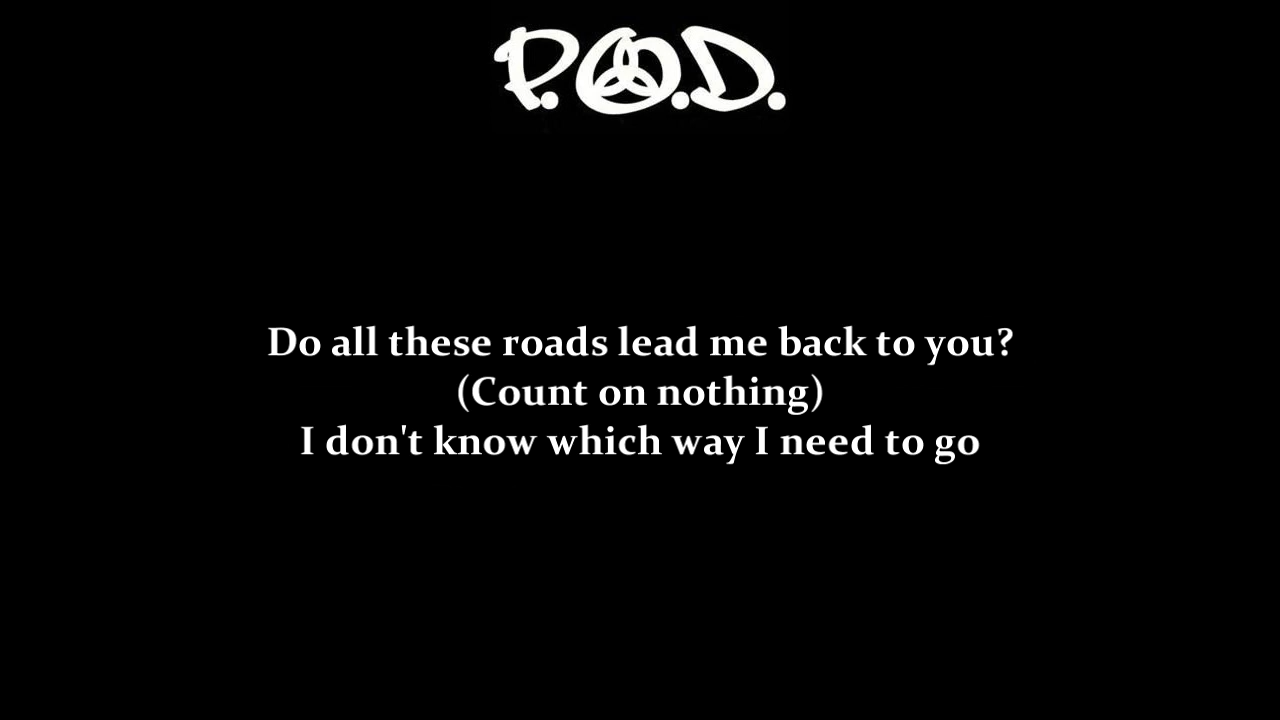 P.O.D.
Do all these roads lead me back to you?
(Count on nothing)
I don't know which way I need to go